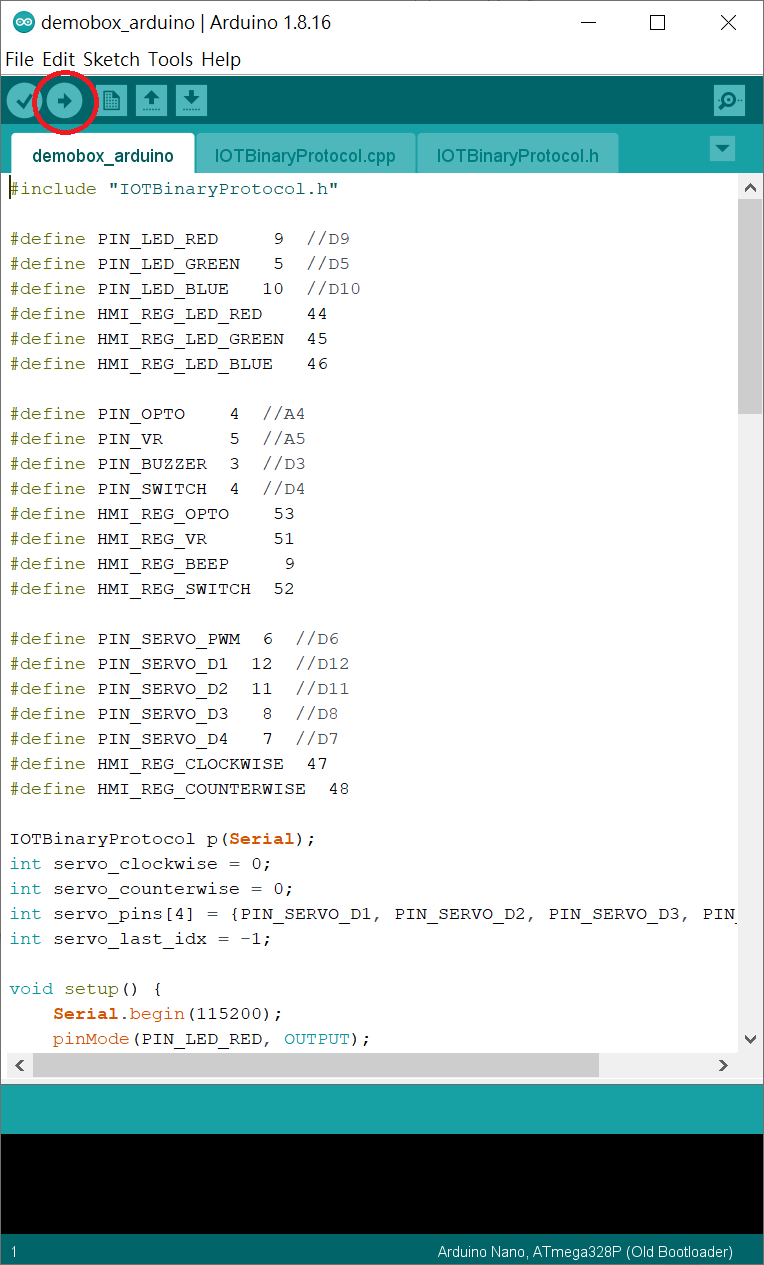 demobox_arduino | Arduino 1.8.16
File Edit Sketch Tools Help
demobox_arduino IOTBinaryProtocol.cpp IOTBinaryProtocol.h
#include "IOTBinaryProtocol.h"
#define PIN_LED_RED     9  //D9
#define PIN_LED_GREEN   5  //D5
#define PIN_LED_BLUE   10  //D10
#define HMI_REG_LED_RED    44
#define HMI_REG_LED_GREEN  45
#define HMI_REG_LED_BLUE   46
#define PIN_OPTO    4  //A4
#define PIN_VR      5  //A5
#define PIN_BUZZER  3  //D3
#define PIN_SWITCH  4  //D4
#define HMI_REG_OPTO    53
#define HMI_REG_VR      51
#define HMI_REG_BEEP     9
#define HMI_REG_SWITCH  52
#define PIN_SERVO_PWM  6  //D6
#define PIN_SERVO_D1  12  //D12
#define PIN_SERVO_D2  11  //D11
#define PIN_SERVO_D3   8  //D8
#define PIN_SERVO_D4   7  //D7
#define HMI_REG_CLOCKWISE  47
#define HMI_REG_COUNTERWISE  48
IOTBinaryProtocol p(Serial);
int servo_clockwise = 0;
int servo_counterwise = 0;
int servo_pins[4] = {PIN_SERVO_D1, PIN_SERVO_D2, PIN_SERVO_D3, PIN_
int servo_last_idx = -1;
void setup() {
    Serial.begin(115200);
    pinMode(PIN_LED_RED, OUTPUT);
1 Arduino Nano, ATmega328P (Old Bootloader)